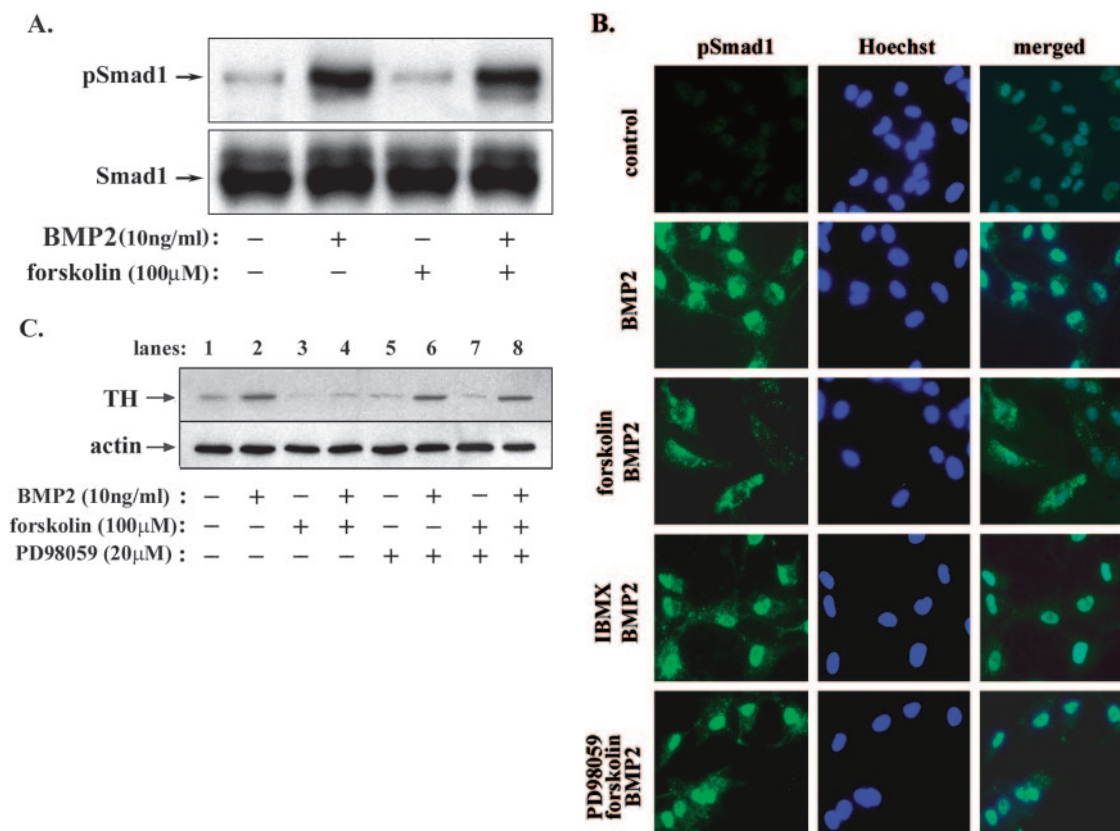 A.
pSmad1
Smad1
BMP2 (10ng/ml) : − + − +
forskolin (100µM) : − − + +
C.
lanes: 1 2 3 4 5 6 7 8
TH
actin
BMP2 (10ng/ml) : − + − + − + − +
forskolin (100µM) : − − + + − − + +
PD98059 (20µM) : − − − − + + + +
B.
pSmad1 Hoechst merged
control
BMP2
forskolin
BMP2
IBMX
BMP2
PD98059
forskolin
BMP2